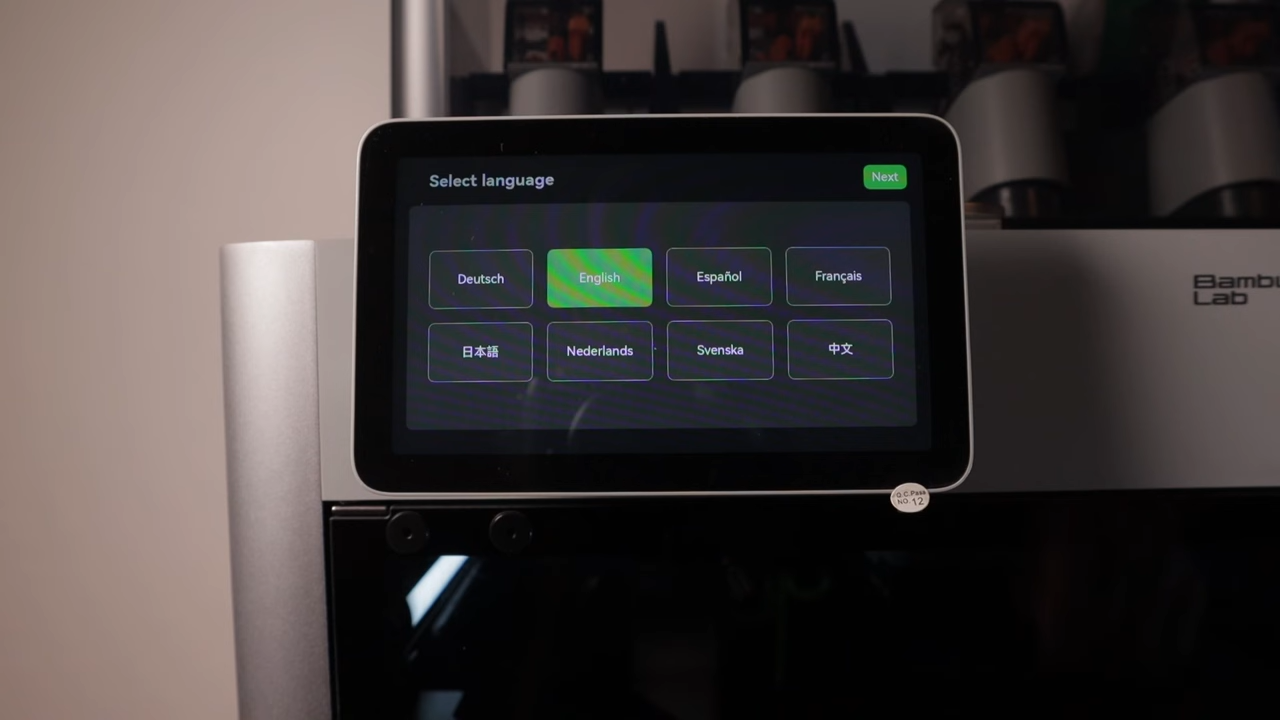 Select language
Next
Deutsch
English
Español
Français
日本語
Nederlands
Svenska
中文
Bambu
Lab
Q.C.Pass
NO. 12